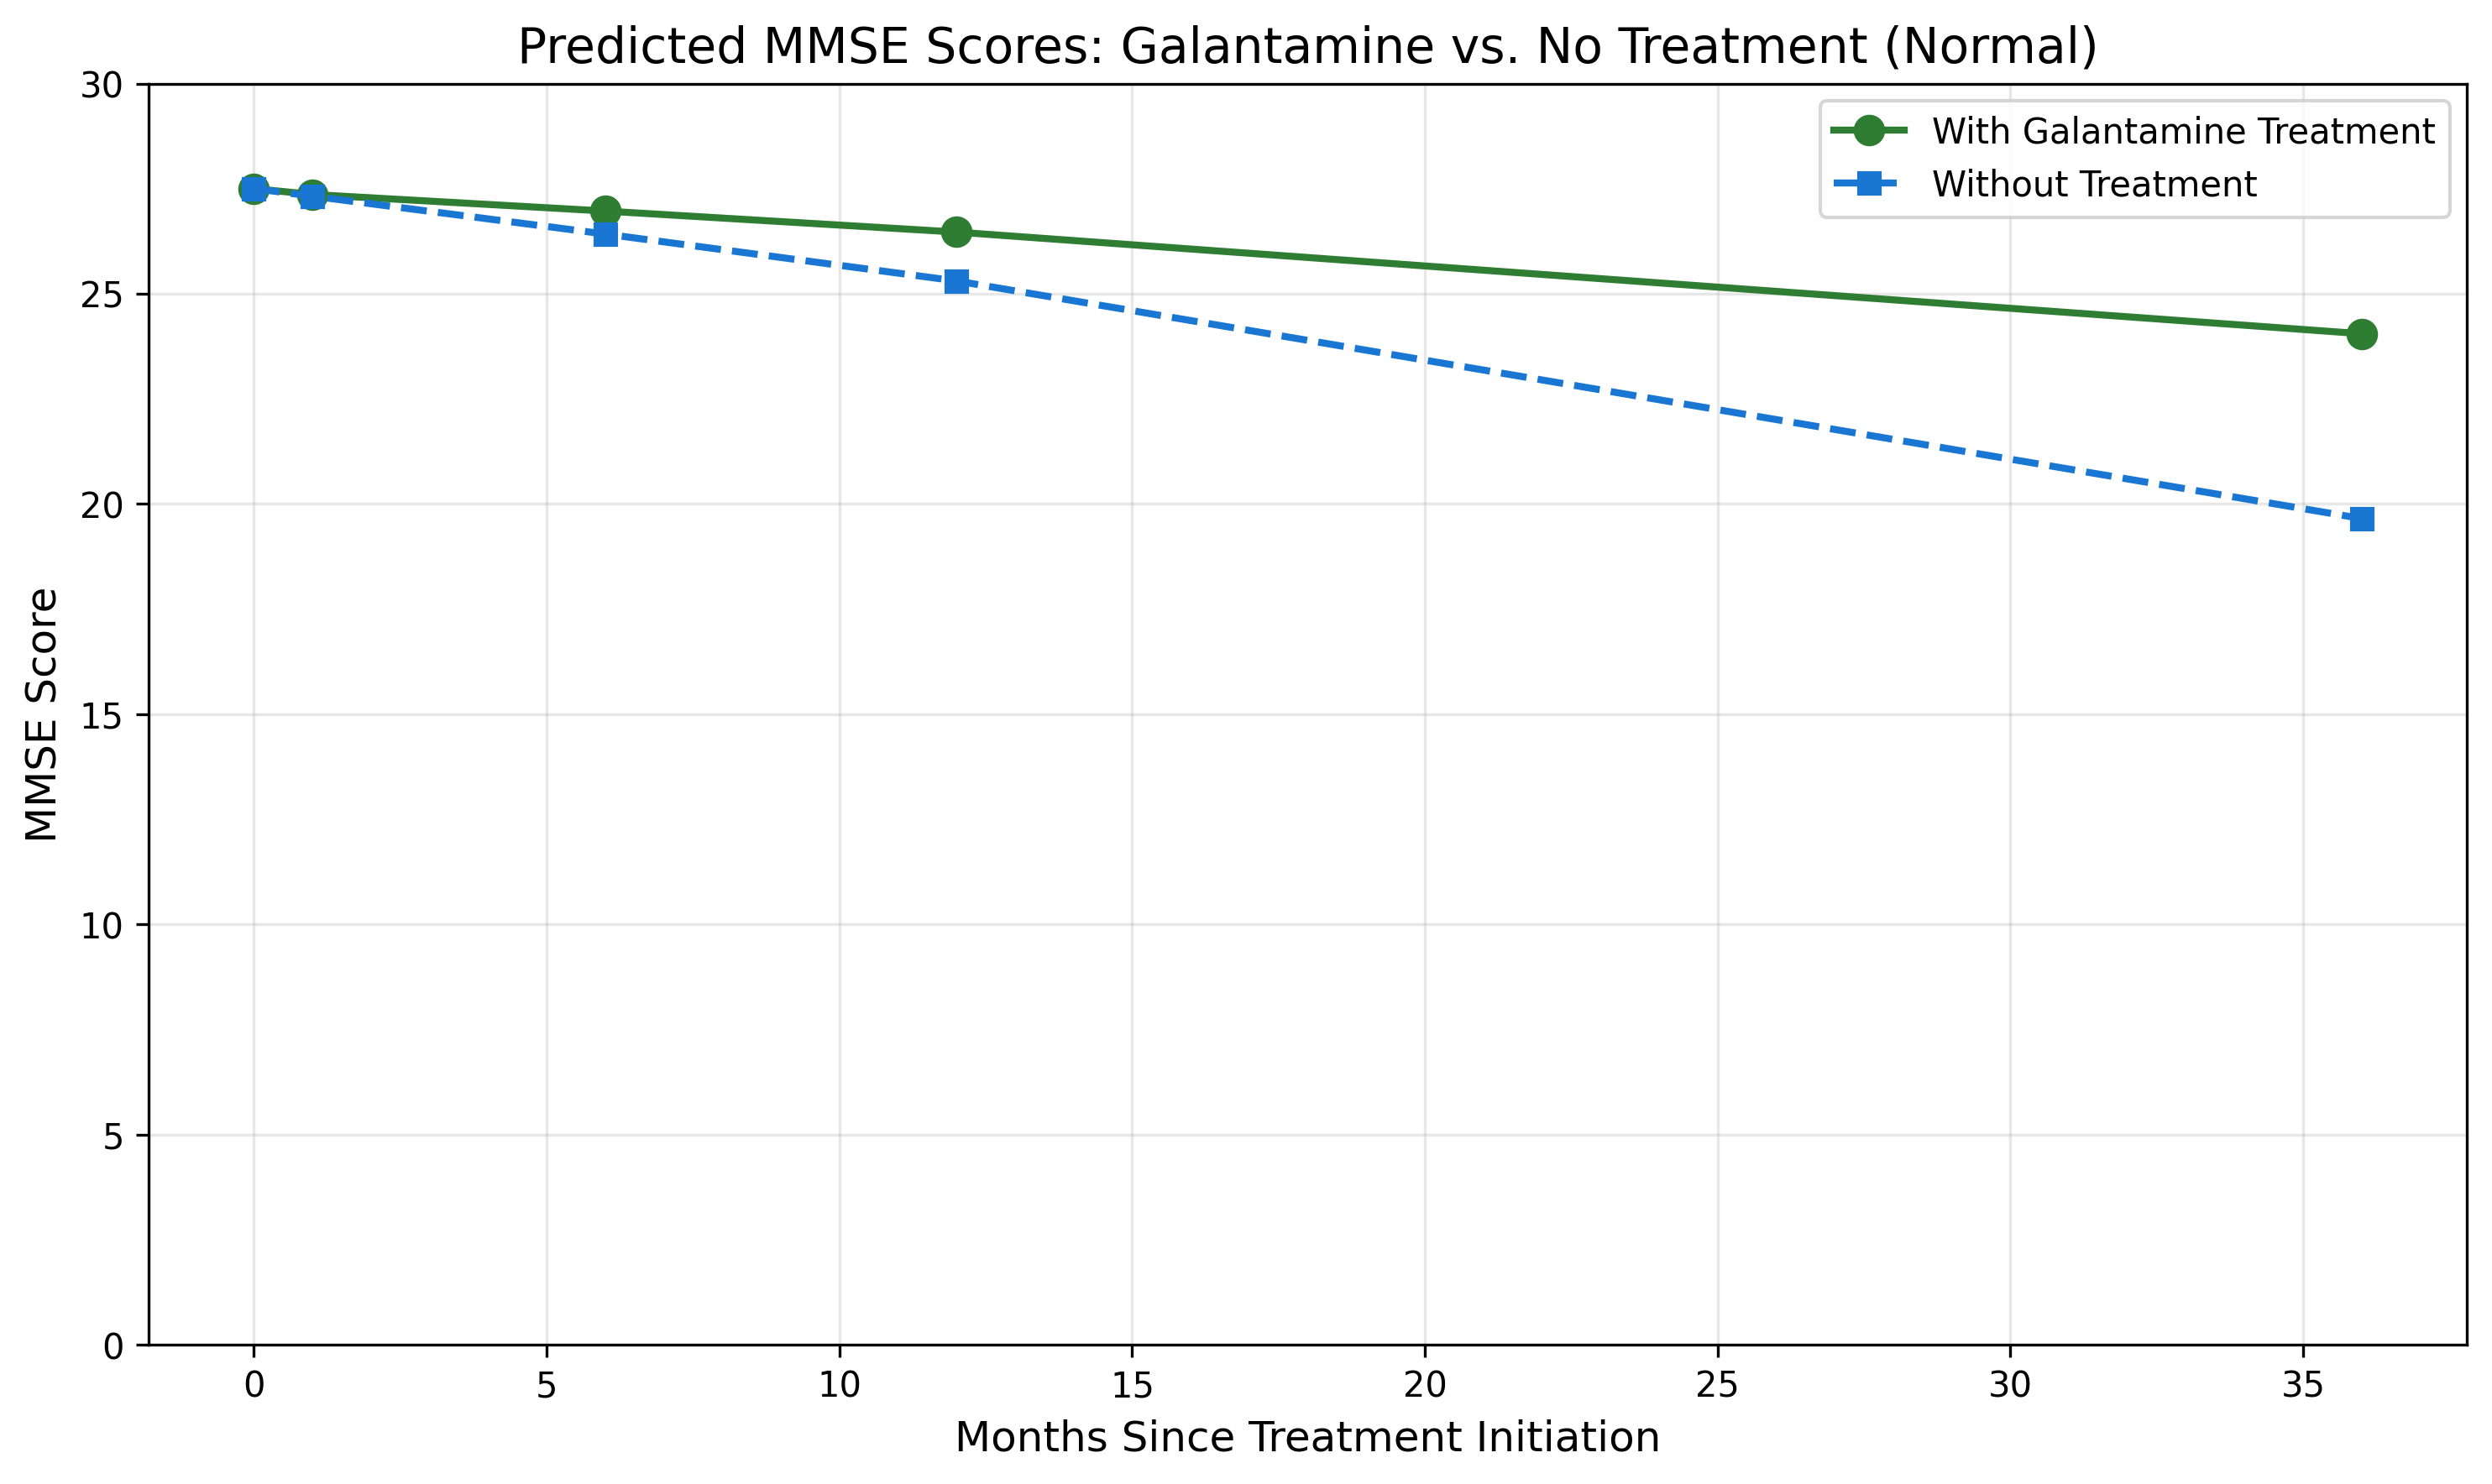 Predicted MMSE Scores: Galantamine vs. No Treatment (Normal)
With Galantamine Treatment
Without Treatment
MMSE Score
30
25
20
15
10
5
0
0 5 10 15 20 25 30 35
Months Since Treatment Initiation